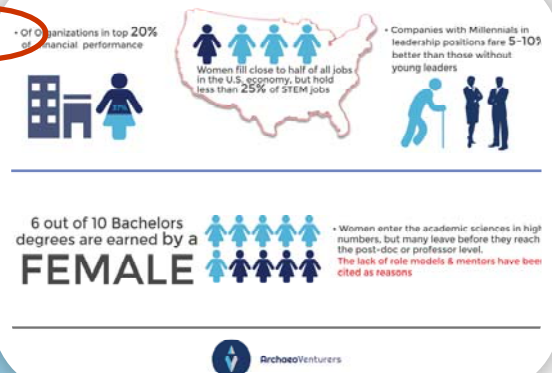 • Of Organizations in top 20%
of financial performance
37%
Women fill close to half of all jobs
in the U.S. economy, but hold
less than 25% of STEM jobs
• Companies with Millennials in
leadership positions fare 5-10%
better than those without
young leaders
6 out of 10 Bachelors
degrees are earned by a
FEMALE
• Women enter the academic sciences in high
numbers, but many leave before they reach
the post-doc or professor level.
The lack of role models & mentors have been
cited as reasons
ArchaeoVenturers